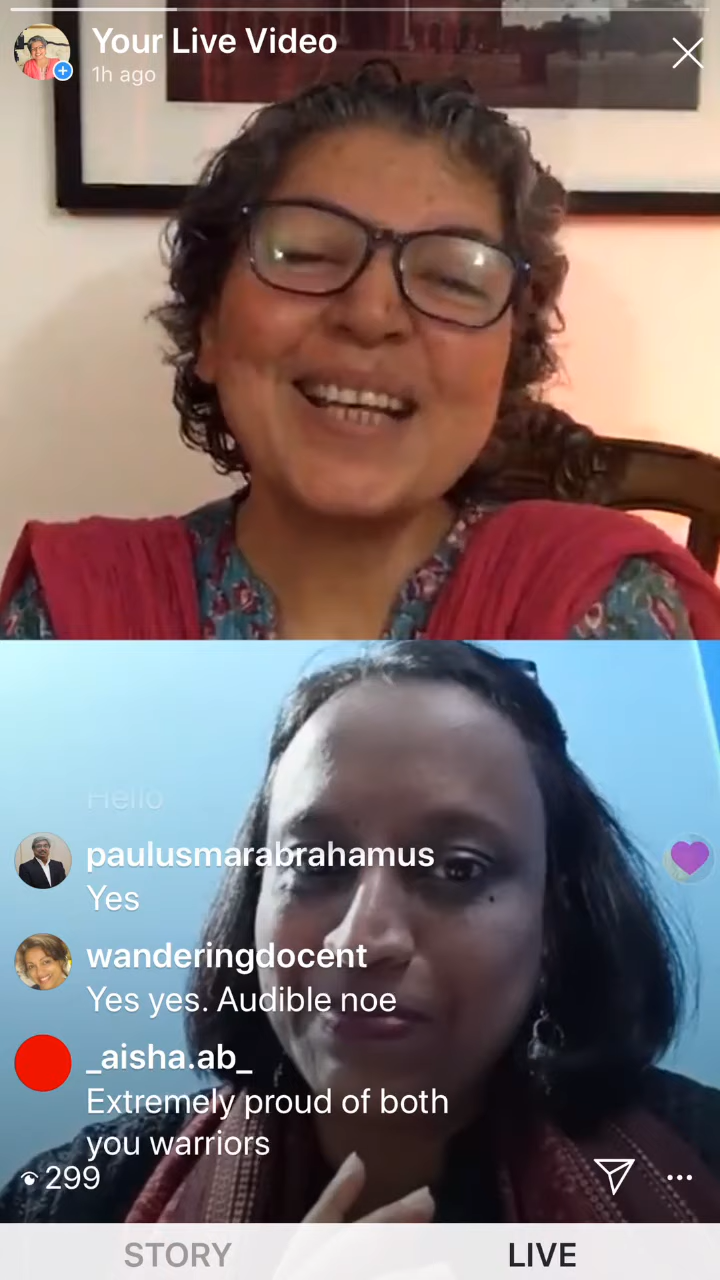 Your Live Video
1h ago
Hello
paulusmarabrahamus
Yes
wanderingdocent
Yes yes. Audible noe
_aisha.ab_
Extremely proud of both
you warriors
299
STORY
LIVE